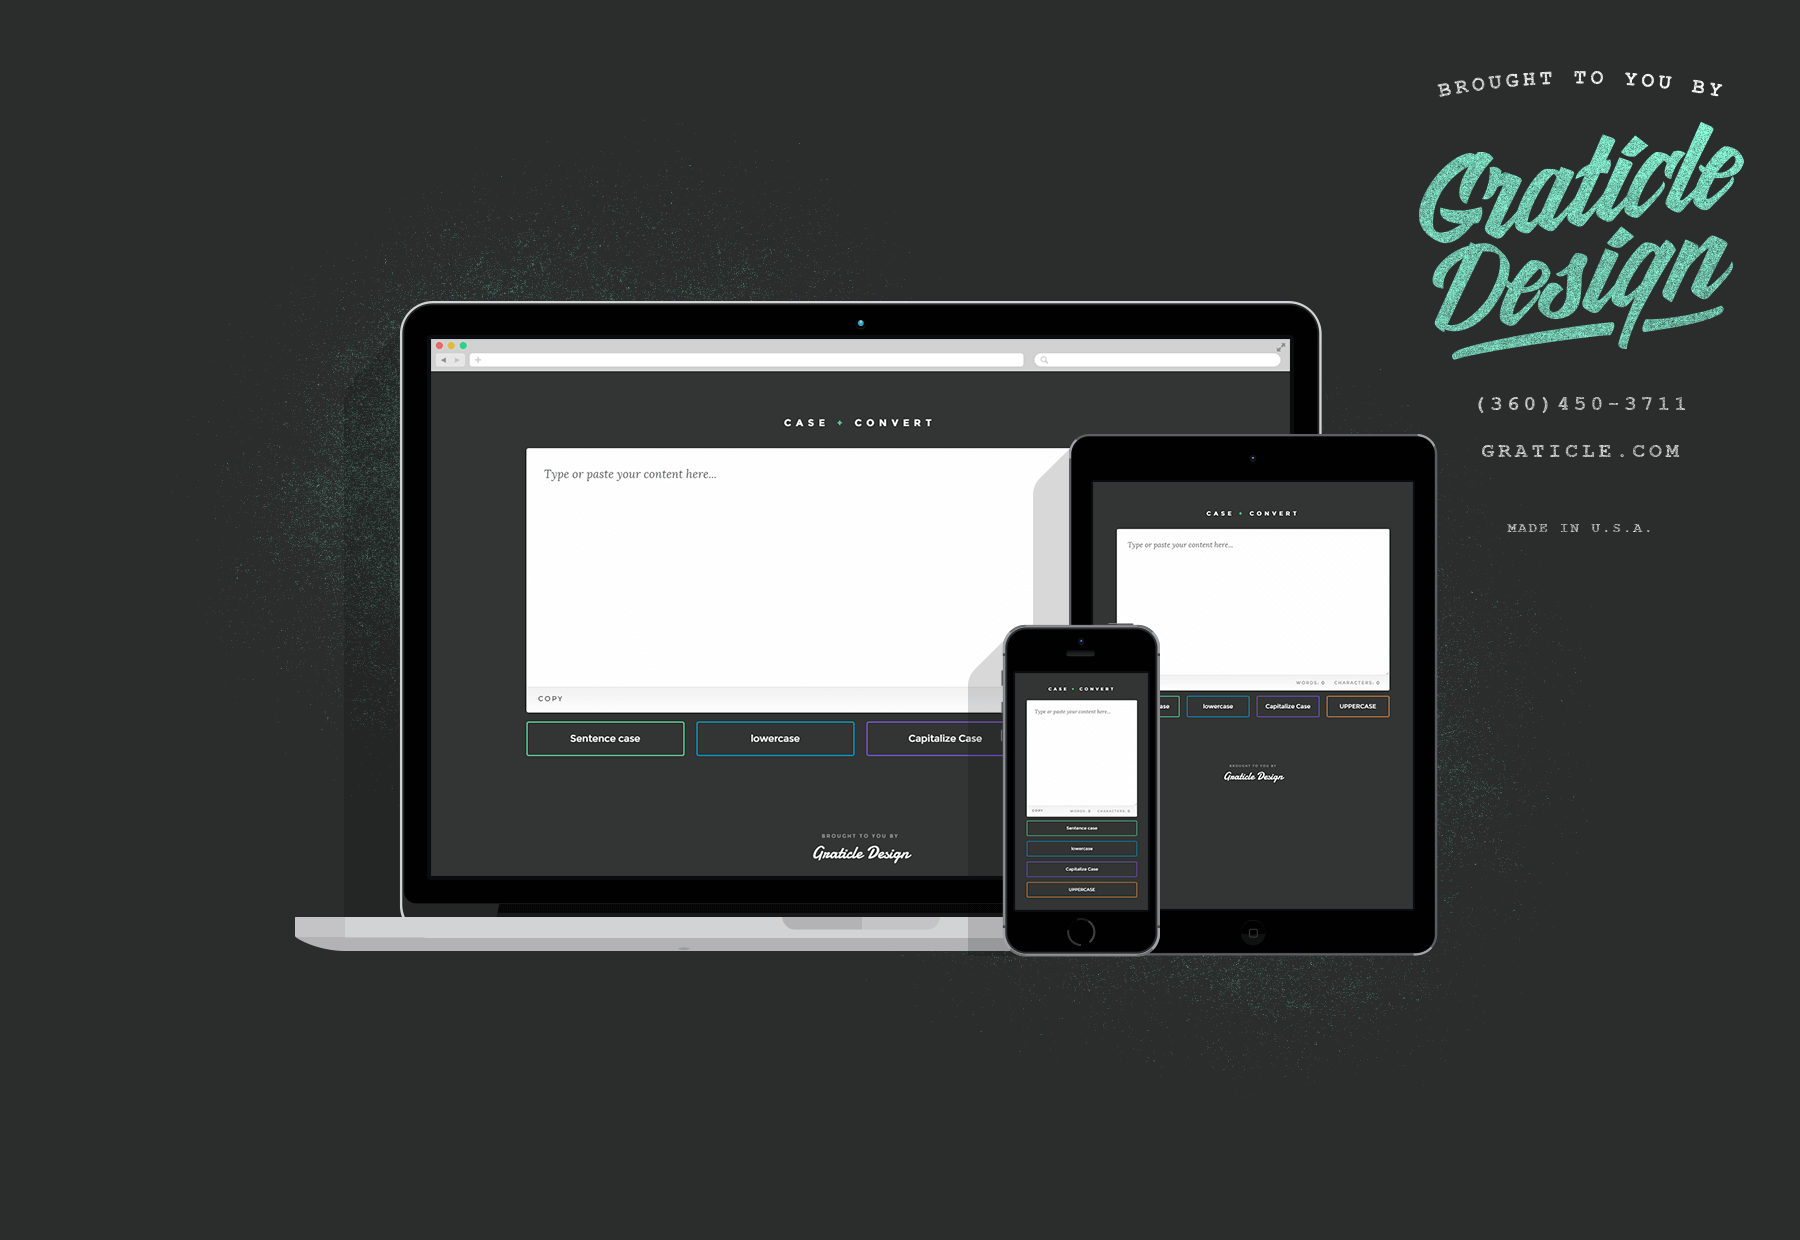 BROUGHT TO YOU BY
Graticle
Design
(360)450-3711
GRATICLE.COM
MADE IN U.S.A.
CASE + CONVERT
Type or paste your content here...
COPY
Sentence case
lowercase
Capitalize Case
BROUGHT TO YOU BY
Graticle Design
CASE + CONVERT
Type or paste your content here...
WORDS: 0 CHARACTERS: 0
ase
lowercase
Capitalize Case
UPPERCASE
BROUGHT TO YOU BY
Graticle Design
CASE + CONVERT
Type or paste your content here...
COPY WORDS: 0 CHARACTERS: 0
Sentence case
lowercase
Capitalize Case
UPPERCASE